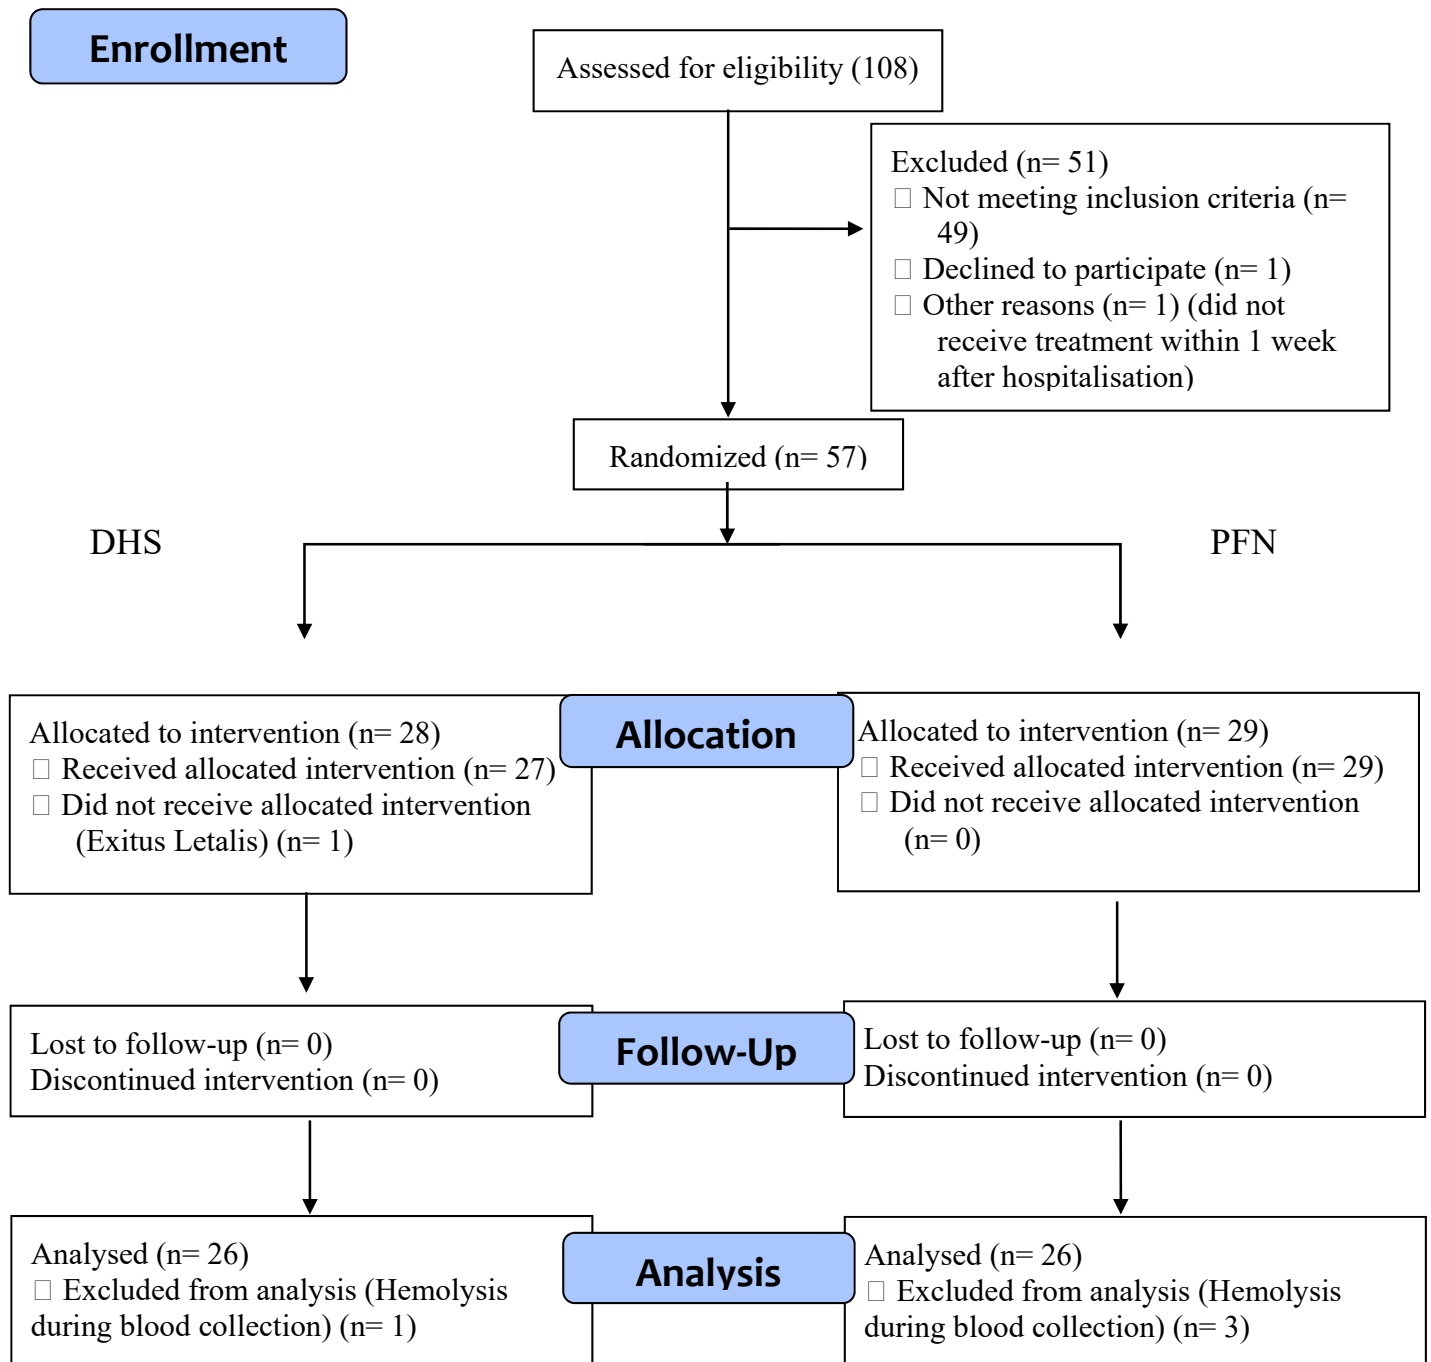 Enrollment
Assessed for eligibility (108)
Excluded (n= 51)
□ Not meeting inclusion criteria (n=
49)
□ Declined to participate (n= 1)
□ Other reasons (n= 1) (did not
receive treatment within 1 week
after hospitalisation)
Randomized (n= 57)
DHS
PFN
Allocated to intervention (n= 28)
□ Received allocated intervention (n= 27)
□ Did not receive allocated intervention
(Exitus Letalis) (n= 1)
Allocation
Allocated to intervention (n= 29)
□ Received allocated intervention (n= 29)
□ Did not receive allocated intervention
(n= 0)
Lost to follow-up (n= 0)
Discontinued intervention (n= 0)
Follow-Up
Lost to follow-up (n= 0)
Discontinued intervention (n= 0)
Analysed (n= 26)
□ Excluded from analysis (Hemolysis
during blood collection) (n= 1)
Analysis
Analysed (n= 26)
□ Excluded from analysis (Hemolysis
during blood collection) (n= 3)